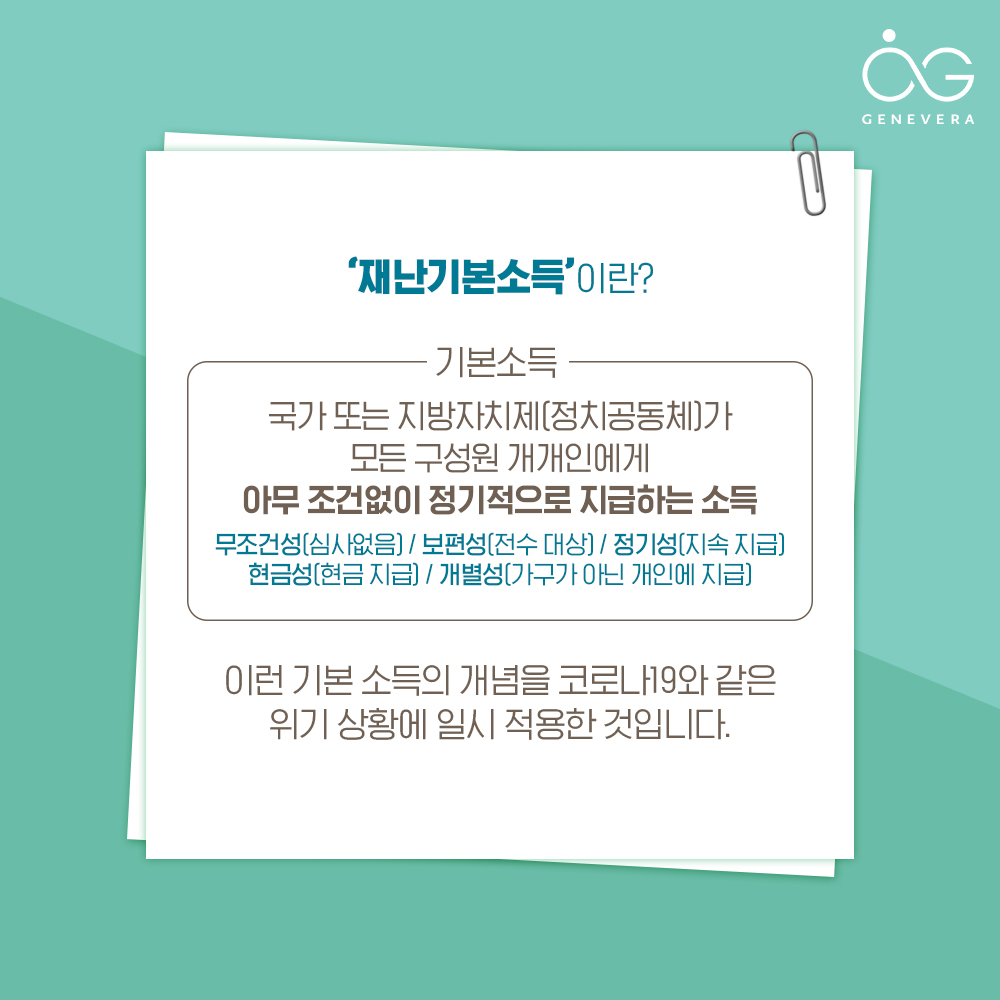 GENEVERA
‘재난기본소득’이란?
기본소득
국가 또는 지방자치제(정치공동체)가
모든 구성원 개개인에게
아무 조건없이 정기적으로 지급하는 소득
무조건성(심사없음) / 보편성(전수 대상) / 정기성(지속 지급)
현금성(현금 지급) / 개별성(가구가 아닌 개인에 지급)
이런 기본 소득의 개념을 코로나19와 같은
위기 상황에 일시 적용한 것입니다.